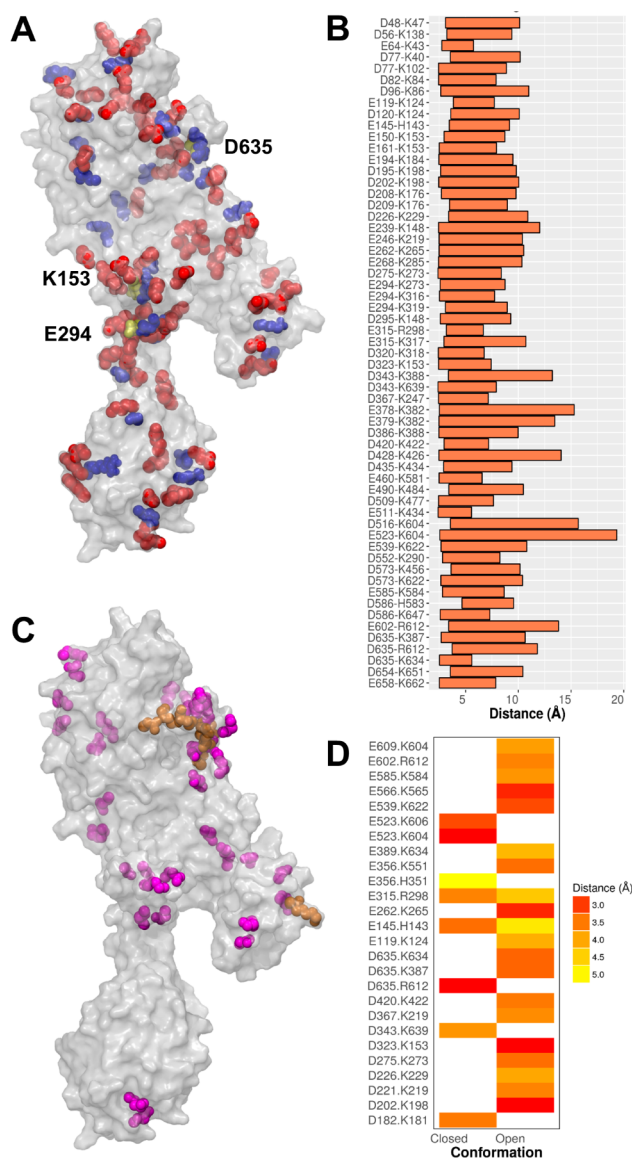 A
D635
K153
E294
B
D48-K47
D56-K138
E64-K43
D77-K40
D77-K102
D82-K84
D96-K86
E119-K124
D120-K124
E145-H143
E150-K153
E161-K153
E194-K184
D195-K198
D202-K198
D208-K176
D209-K176
D226-K229
E239-K148
E246-K219
E262-K265
E268-K285
D275-K273
E294-K273
E294-K316
E294-K319
D295-K148
E315-R298
E315-K317
D320-K318
D323-K153
D343-K388
D343-K639
D367-K247
E378-K382
E379-K382
D386-K388
D420-K422
D428-K426
D435-K434
E460-K581
E490-K484
D509-K477
E511-K434
D516-K604
E523-K604
E539-K622
D552-K290
D573-K456
D573-K622
E585-K584
D586-H583
D586-K647
E602-R612
D635-K387
D635-R612
D635-K634
D654-K651
E658-K662
5 10 15 20
Distance (Å)
C
D
E609.K604
E602.R612
E585.K584
E566.K565
E539.K622
E523.K606
E523.K604
E389.K634
E356.K551
E356.H351
E315.R298
E262.K265
E145.H143
E119.K124
D635.K634
D635.K387
D635.R612
D420.K422
D367.K219
D343.K639
D323.K153
D275.K273
D226.K229
D221.K219
D202.K198
D182.K181
Closed Open
Conformation
Distance (Å)
3.0
3.5
4.0
4.5
5.0